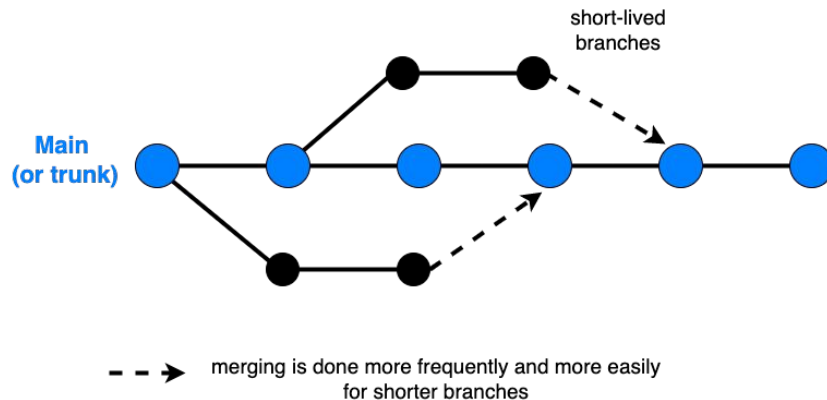 short-lived
branches
Main
(or trunk)
merging is done more frequently and more easily
for shorter branches